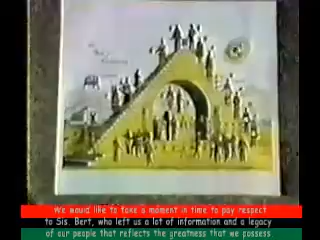 We would like to take a moment in time to pay respect
to Sis. Bert, who left us a lot of information and a legacy
of our people that reflects the greatness that we possess